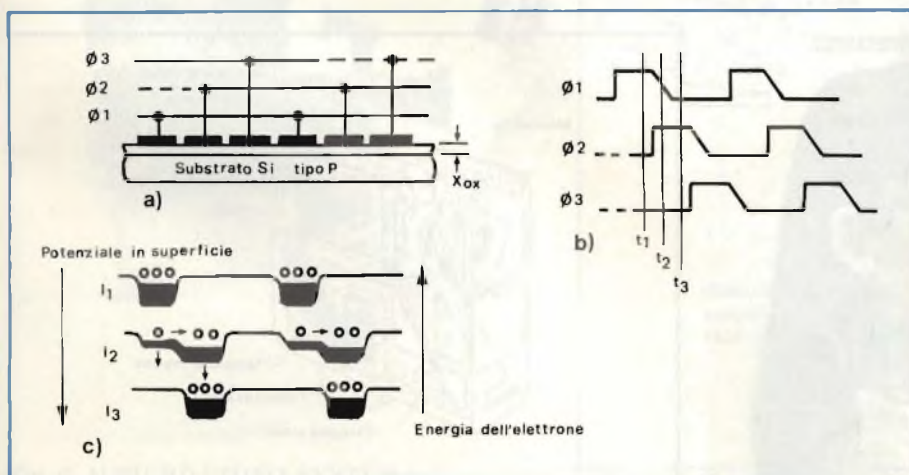 Ø3
Ø2
Ø1
Substrato Si tipo P
Xox
a)
Ø1
Ø2
Ø3
b)
t1
t2
t3
Potenziale in superficie
I1
I2
I3
Energia dell'elettrone
c)